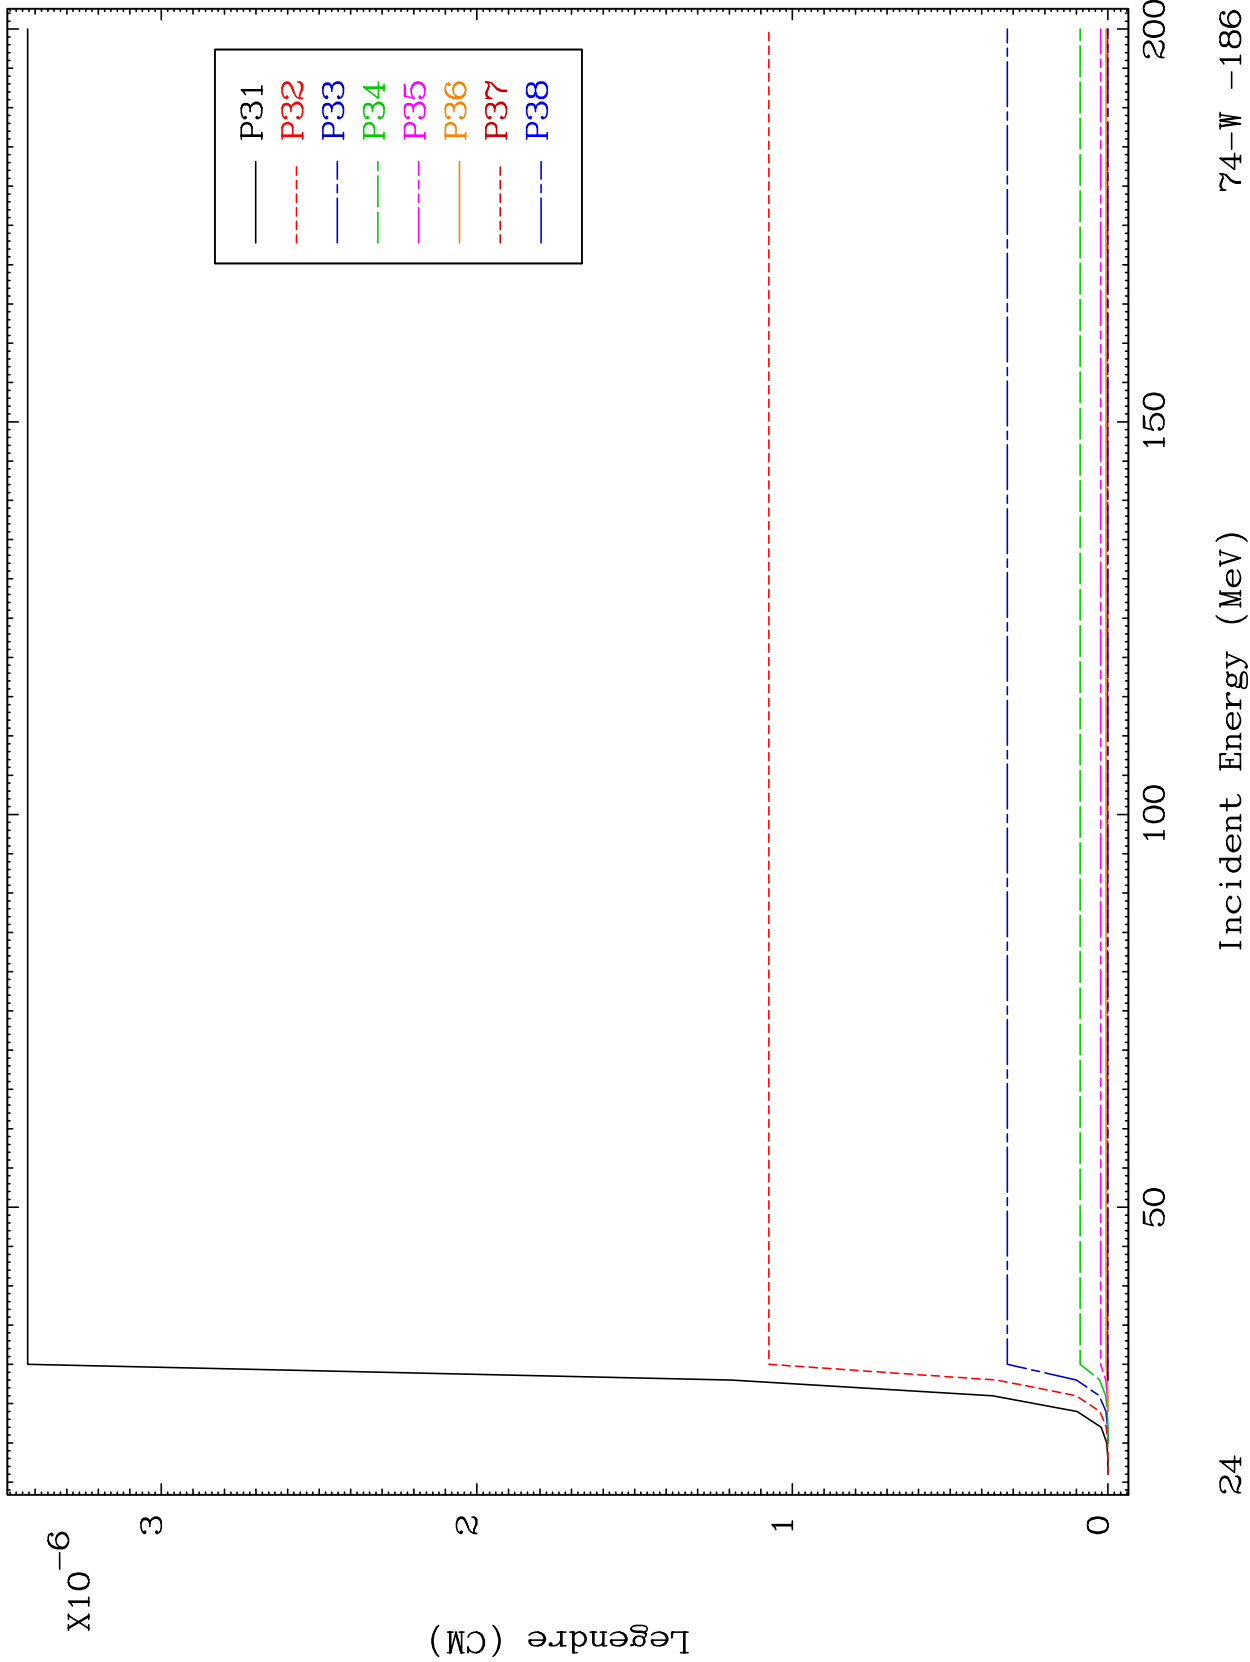 X10
-6
3
2
1
0
Legendre (CM)
P31
P32
P33
P34
P35
P36
P37
P38
50
100
150
200
24
Incident Energy (MeV)
74-W -186